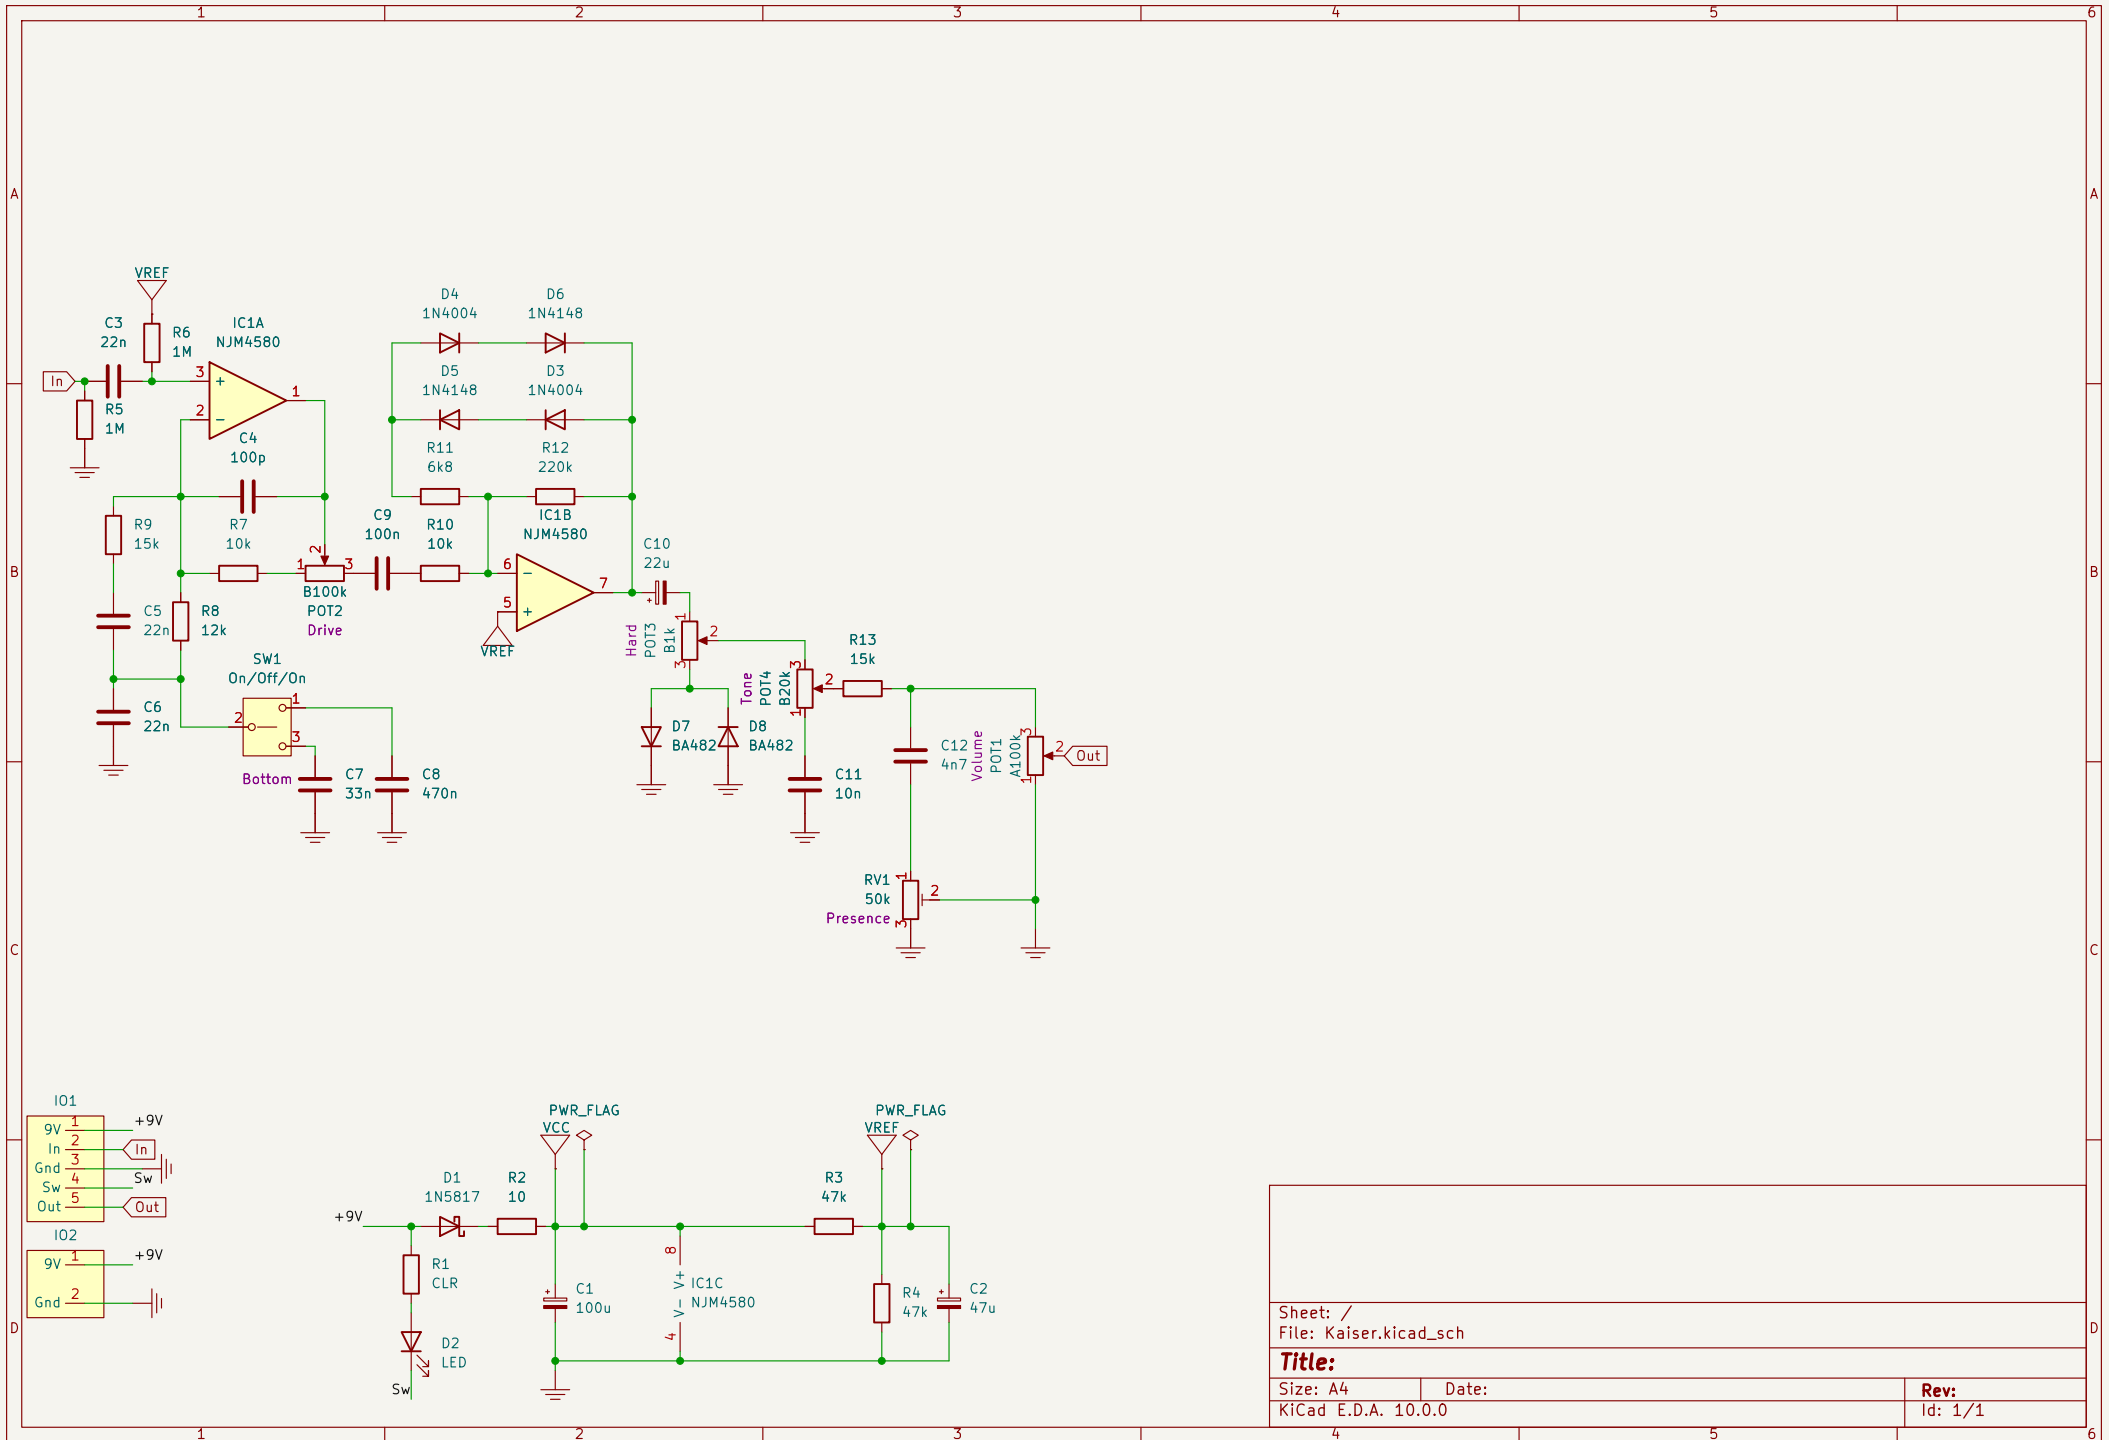 1 2 3 4 5 6
A A
VREF
C3
22n
R6
1M
IC1A
NJM4580
D4
1N4004
D6
1N4148
In
3
+
1
2
−
R5
1M
D5
1N4148
D3
1N4004
C4
100p
R11
6k8
R12
220k
R9
15k
R7
10k
C9
100n
R10
10k
IC1B
NJM4580
B B
1
2
3
B100k
POT2
Drive
6
−
5
+
7
VREF
C10
22u
+
C5
22n
R8
12k
Hard
POT3
B1k
1
2
3
SW1
On/Off/On
2
1
3
Bottom
C6
22n
C7
33n
C8
470n
D7
BA482
D8
BA482
Tone
POT4
B20k
3
2
1
R13
15k
C11
10n
C12
4n7
Volume
POT1
A100k
3
2
1
Out
RV1
50k
Presence
1
2
3
C C
IO1
9V 1 +9V
In 2 In
Gnd 3
Sw 4 Sw
Out 5 Out
IO2
9V 1 +9V
Gnd 2
PWR_FLAG
VCC
PWR_FLAG
VREF
+9V
D1
1N5817
R2
10
R3
47k
R1
CLR
D2
LED
Sw
+
C1
100u
8
V+
V-
4
IC1C
NJM4580
R4
47k
+
C2
47u
D D
Sheet: /
File: Kaiser.kicad_sch
Title:
Size: A4 Date: Rev:
KiCad E.D.A. 10.0.0 Id: 1/1
1 2 3 4 5 6